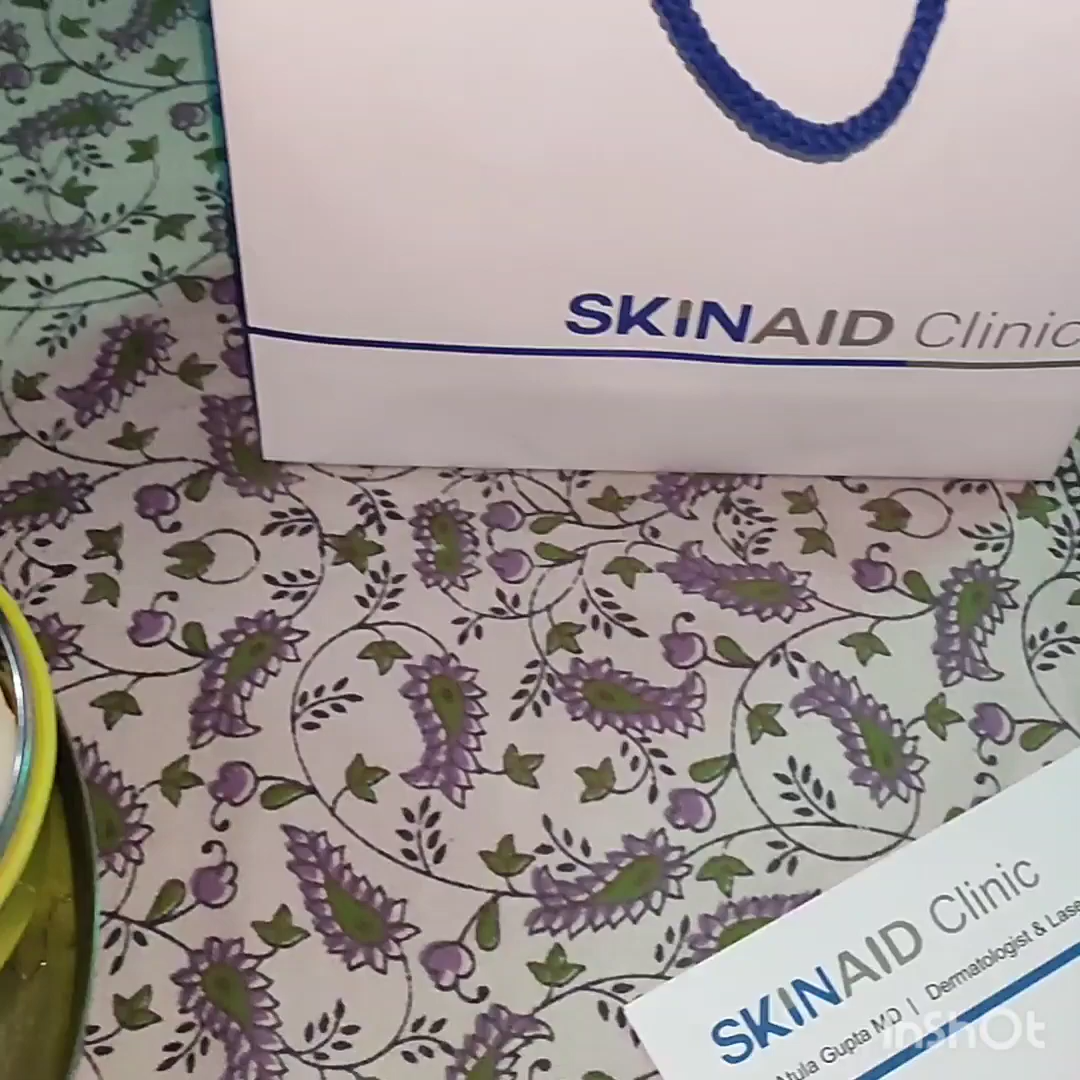 SKINAID Clinic
SKINAID Clinic
Atula Gupta MD | Dermatologist & Lase
InShOt